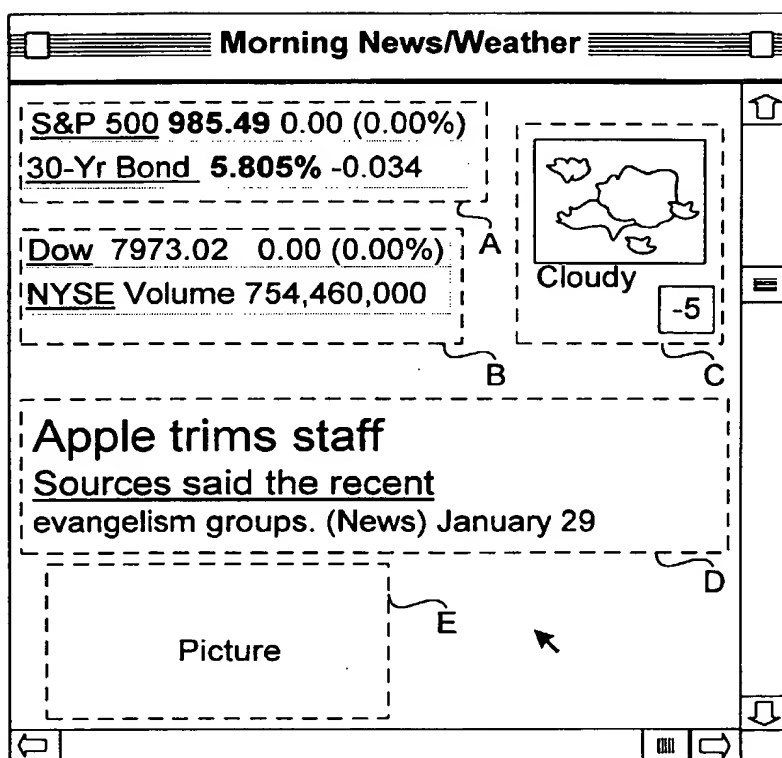 Morning News/Weather
S&P 500 985.49 0.00 (0.00%)
30-Yr Bond 5.805% -0.034
A
Dow 7973.02 0.00 (0.00%)
NYSE Volume 754,460,000
B
Cloudy
-5
C
Apple trims staff
Sources said the recent
evangelism groups. (News) January 29
D
Picture
E